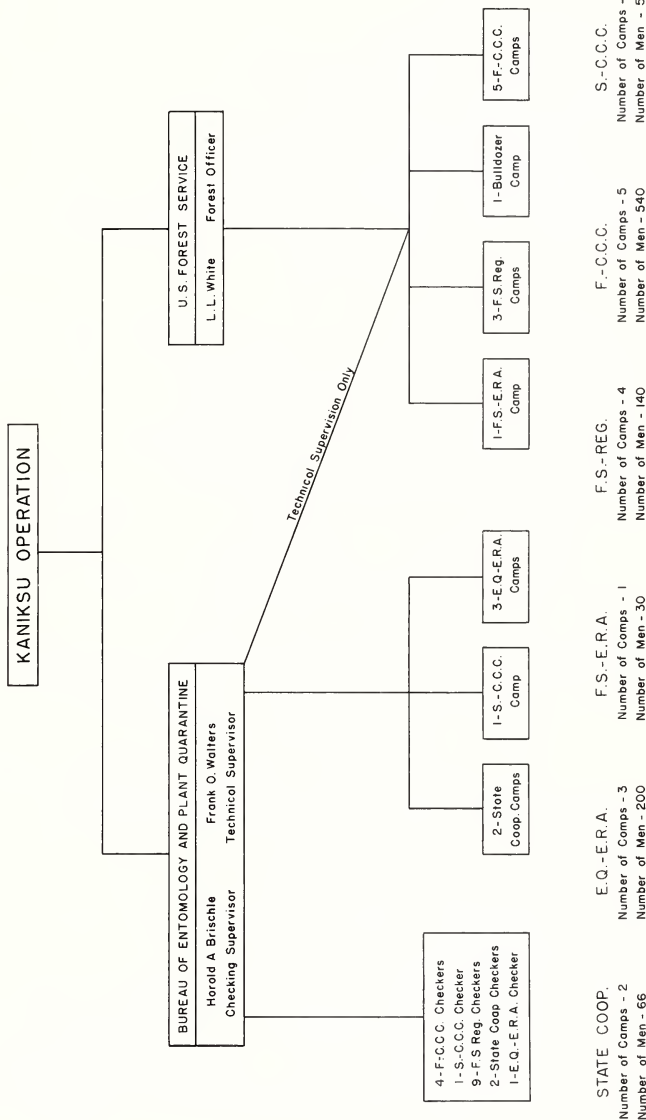 KANIKSU OPERATION
BUREAU OF ENTOMOLOGY AND PLANT QUARANTINE
Harold A Brischle Frank O. Walters
Checking Supervisor Technical Supervisor
U.S. FOREST SERVICE
L.L. White Forest Officer
Technical Supervision Only
4-F.-C.C.C. Checkers
1-S.-C.C.C. Checker
9-F.S Reg. Checkers
2-State Coop Checkers
1-E.Q.-E.R.A. Checker
2-State
Coop. Camps
1-S.-C.C.C.
Camp
3-E.Q-E.R.A.
Camps
1-F.S.-E.R.A.
Camp
3-F.S Reg.
Camps
1-Bulldozer
Camp
5-F.-C.C.C.
Camps
STATE COOP.
Number of Camps - 2
Number of Men - 66
E.Q.-E.R.A.
Number of Camps - 3
Number of Men - 200
F.S.-E.R.A.
Number of Camps - 1
Number of Men - 30
F.S.-REG.
Number of Camps - 4
Number of Men - 140
F.-C.C.C.
Number of Camps - 5
Number of Men - 540
S.-C.C.C.
Number of Camps -
Number of Men - 5